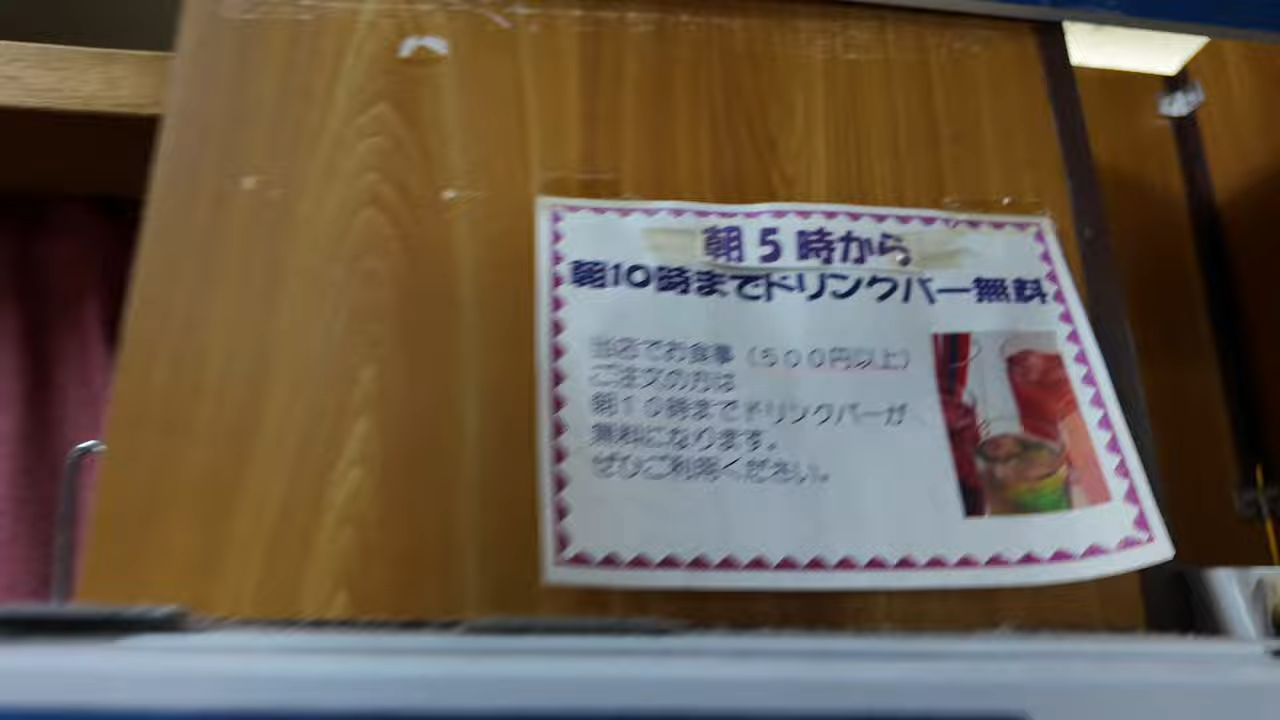 朝5時から
朝10時までドリンクバー無料
当店でお食事（500円以上）
ご注文の方は
朝10時までドリンクバーが
無料になります。
ぜひご利用ください。